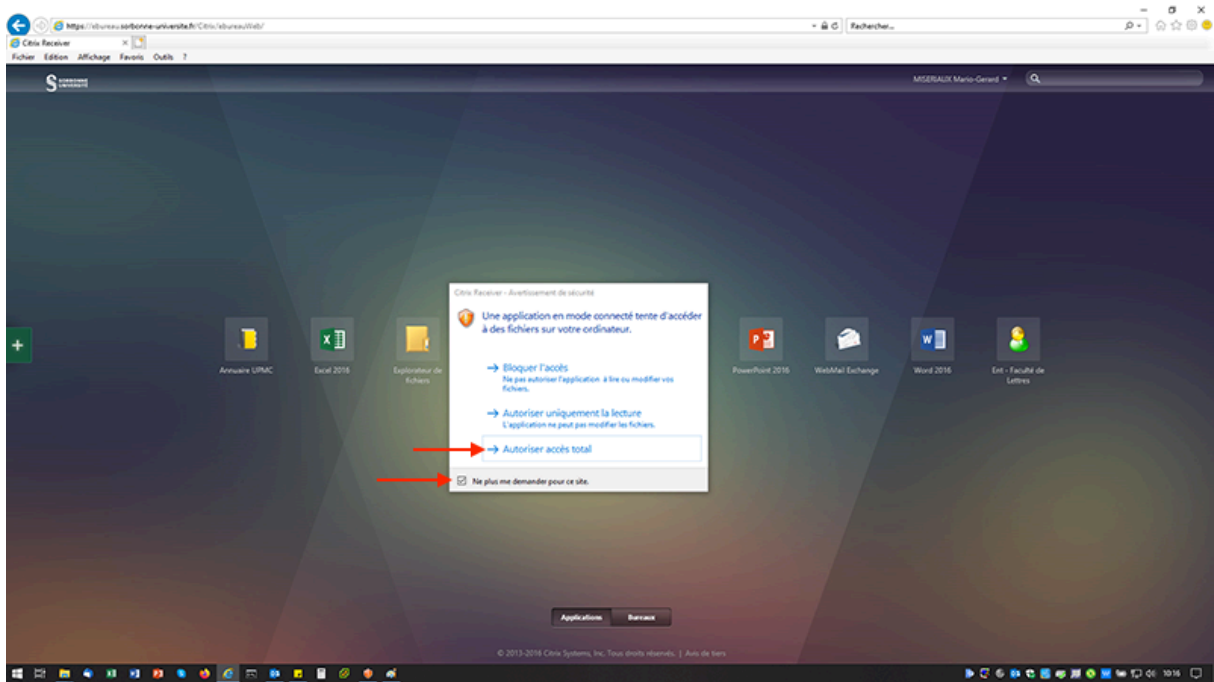 https://ebureau.sorbonne-universite.fr/Citrix/ebureauWeb/
Rechercher...
Citrix Receiver
Fichier Edition Affichage Favoris Outils ?
SORBONNE
UNIVERSITÉ
MISERIAUX Mario-Gerard
Citrix Receiver - Avertissement de sécurité
Une application en mode connecté tente d'accéder
à des fichiers sur votre ordinateur.
Bloquer l'accès
Ne pas autoriser l'application à lire ou modifier vos
fichiers.
Autoriser uniquement la lecture
L'application ne peut pas modifier les fichiers.
Autoriser accès total
Ne plus me demander pour ce site.
Annuaire UPMC
Excel 2016
Explorateur de
fichiers
PowerPoint 2016
WebMail Exchange
Word 2016
Ent - Faculté de
Lettres
Applications Bureaux
© 2013-2016 Citrix Systems, Inc. Tous droits réservés. | Avis de tiers
10:16